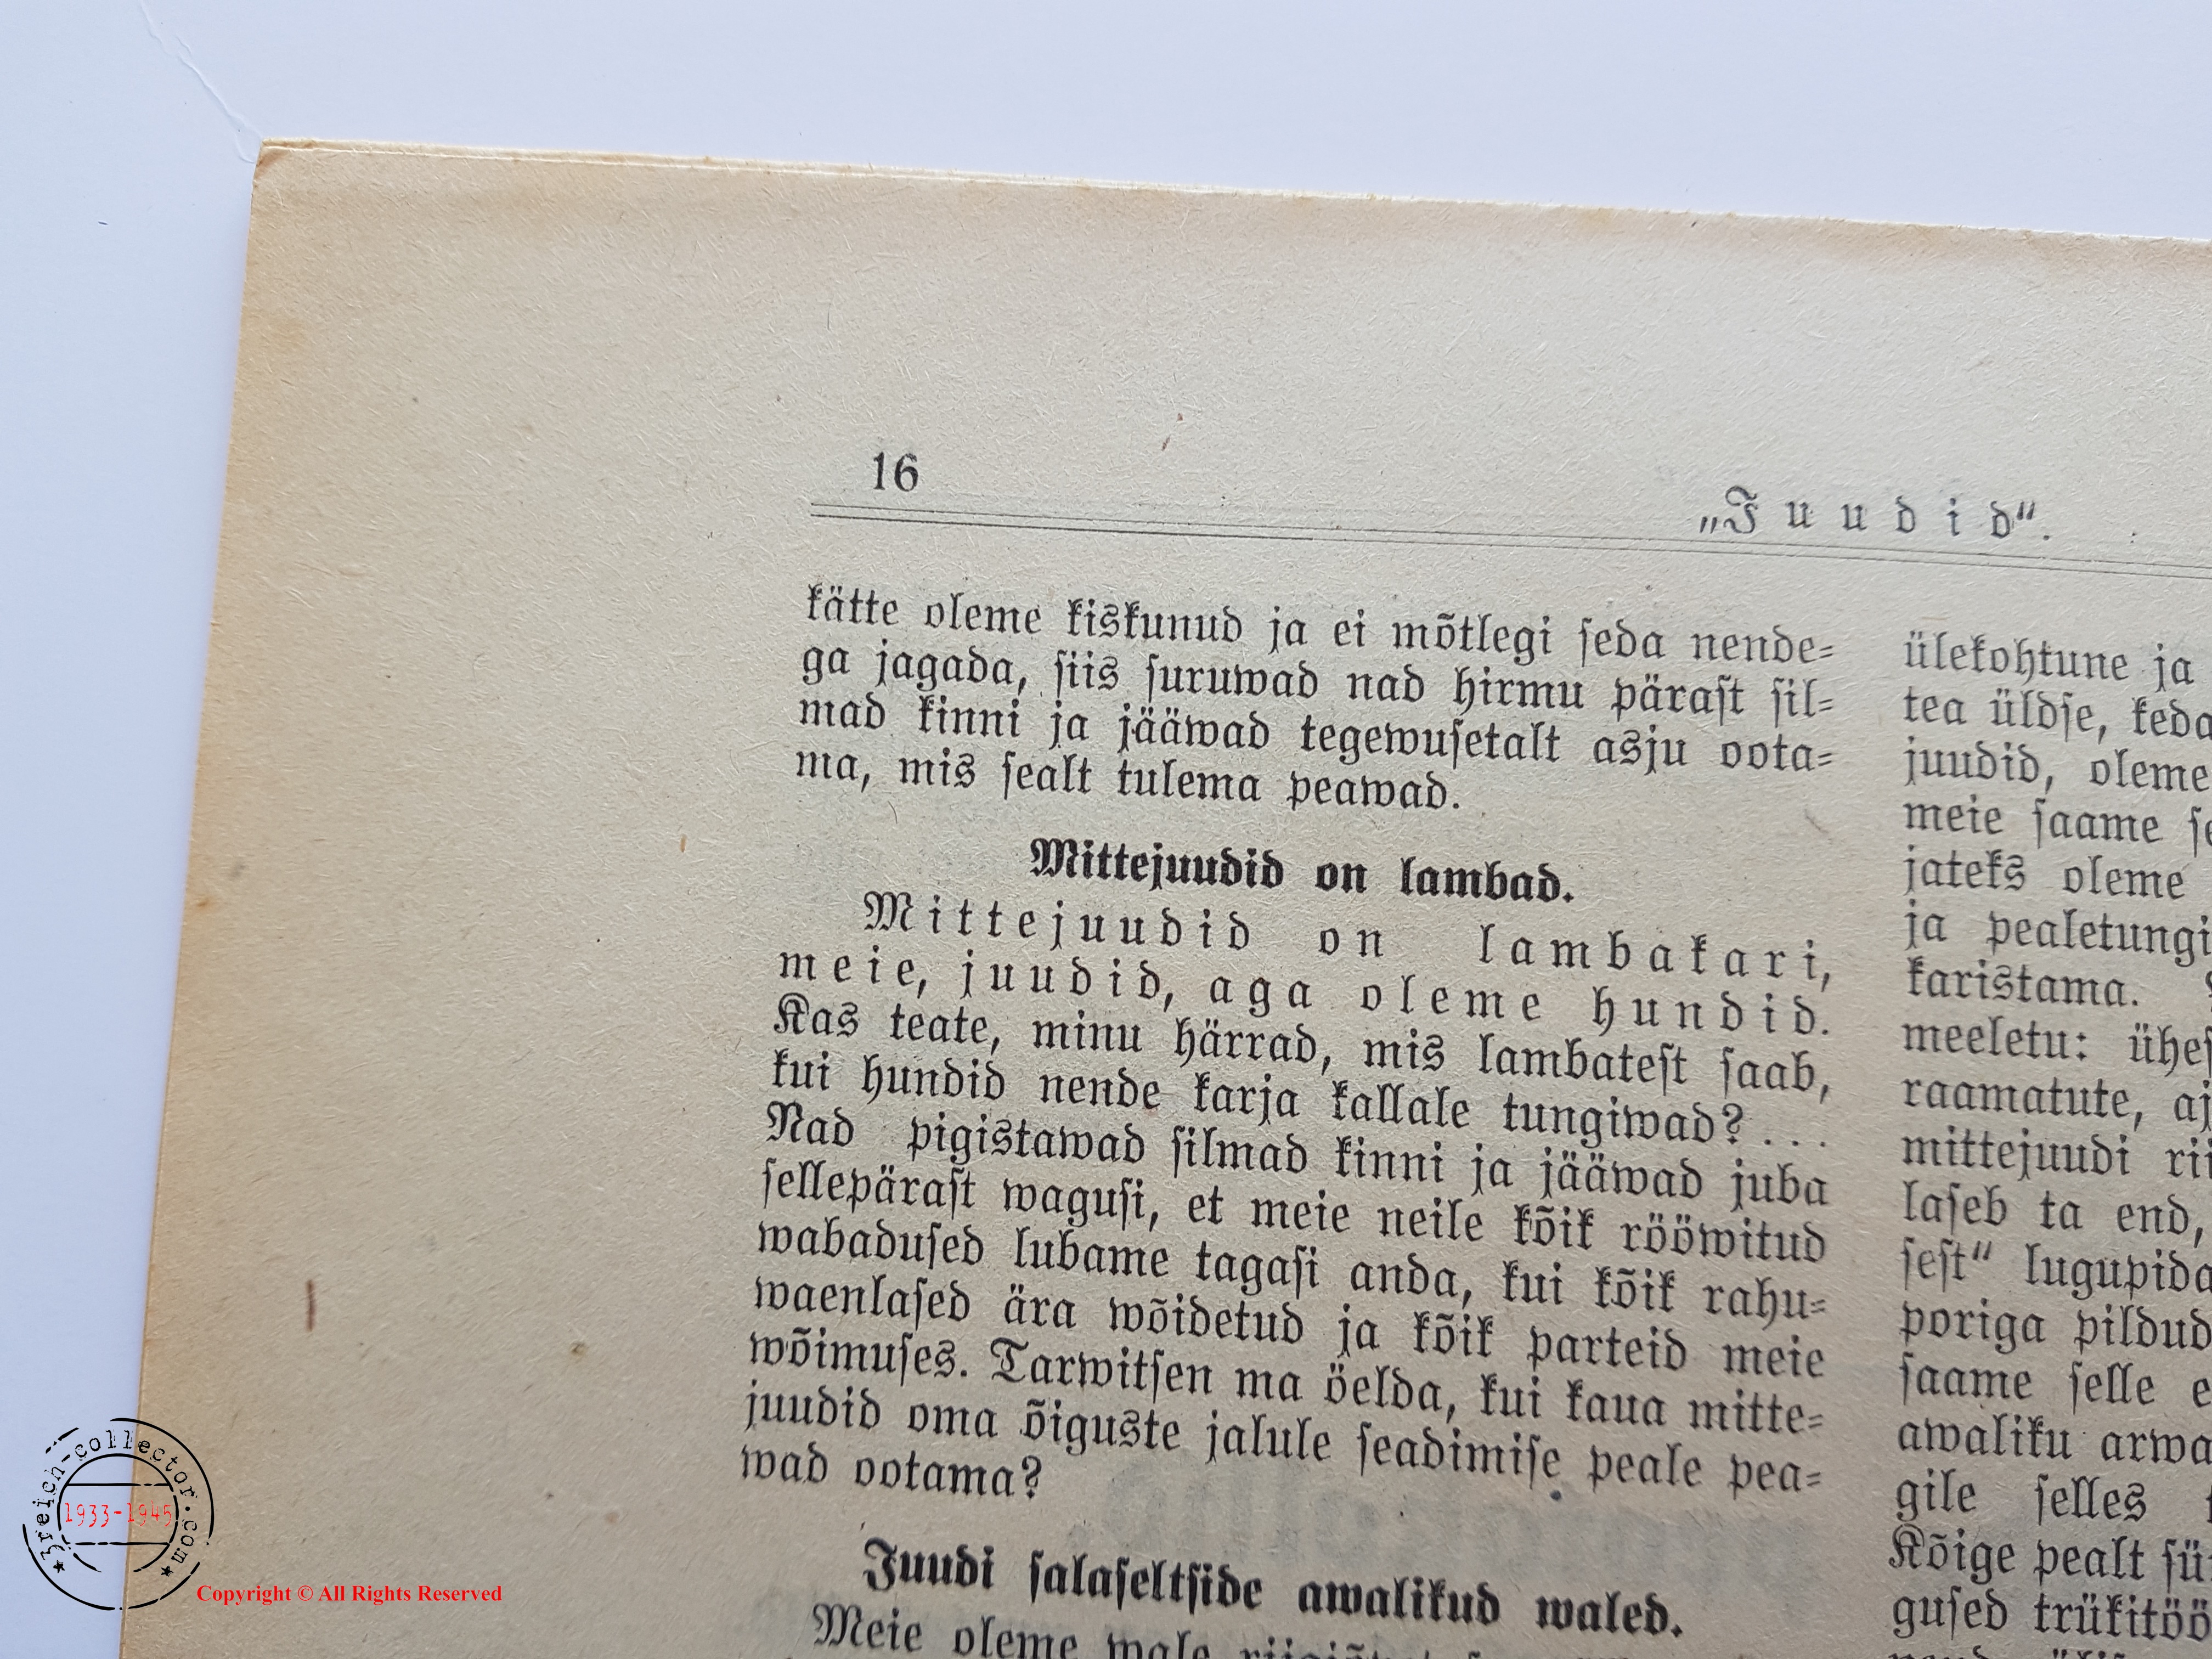 16
„Juudid“.
kätte oleme kiskunud ja ei mõtlegi seda nende=
ga jagada, siis suruwad nad hirmu pärast sil=
mad kinni ja jääwad tegewusetalt asju oota=
ma, mis sealt tulema peawad.
Mittejuudid on lambad.
Mittejuudid on lambakari,
meie, juudid, aga oleme hundid.
Kas teate, minu härrad, mis lambatest saab,
kui hundid nende karja kallale tungiwad? . . .
Nad pigistawad silmad kinni ja jääwad juba
sellepärast wagusi, et meie neile kõik rööwitud
wabadused lubame tagasi anda, kui kõik rahu=
waenlased ära wõidetud ja kõik parteid meie
wõimuses. Tarwitsen ma öelda, kui kaua mitte=
juudid oma õiguste jalule seadimise peale pea=
wad ootama?
Juudi salaseltside awalikud waled.
Meie oleme wale
ülekohtune ja
tea üldse, keda
juudid, oleme
meie saame
jateks oleme
ja pealetungi
karistama.
meeletu: ühes
raamatute, aj
mittejuudi rii
laseb ta end,
sest“ lugupida
poriga pildud
saame selle e
awaliku arwa
gile selles
Kõige pealt sü
gused trükitöö
3reich-collector.com
1933-1945
Copyright © All Rights Reserved